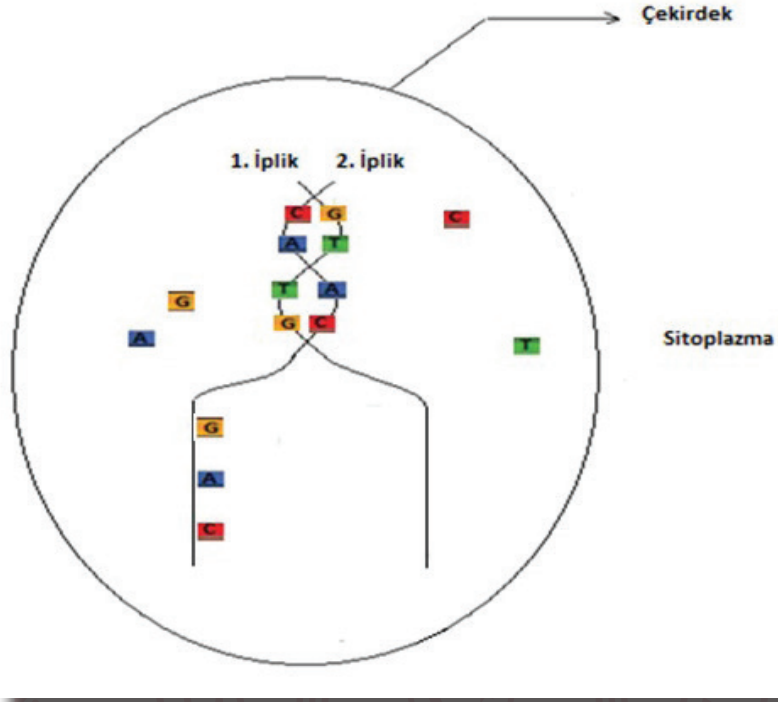 Çekirdek
1. İplik 2. İplik
C G
A T
C
T A
G
G C
A
T
Sitoplazma
G
A
C